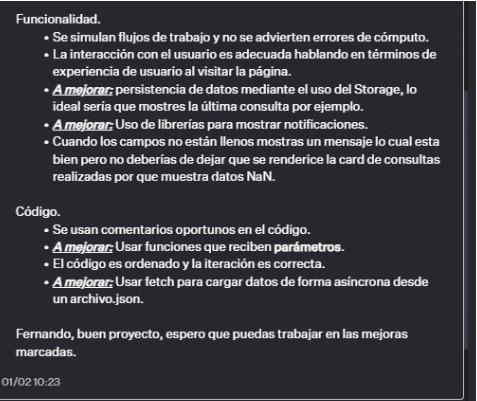 Funcionalidad.
• Se simulan flujos de trabajo y no se advierten errores de cómputo.
• La interacción con el usuario es adecuada hablando en términos de
experiencia de usuario al visitar la página.
• A mejorar: persistencia de datos mediante el uso del Storage, lo
ideal sería que mostres la última consulta por ejemplo.
• A mejorar: Uso de librerías para mostrar notificaciones.
• Cuando los campos no están llenos mostras un mensaje lo cual esta
bien pero no deberías de dejar que se renderice la card de consultas
realizadas por que muestra datos NaN.
Código.
• Se usan comentarios oportunos en el código.
• A mejorar: Usar funciones que reciben parámetros.
• El código es ordenado y la iteración es correcta.
• A mejorar: Usar fetch para cargar datos de forma asíncrona desde
un archivo.json.
Fernando, buen proyecto, espero que puedas trabajar en las mejoras
marcadas.
01/02 10:23